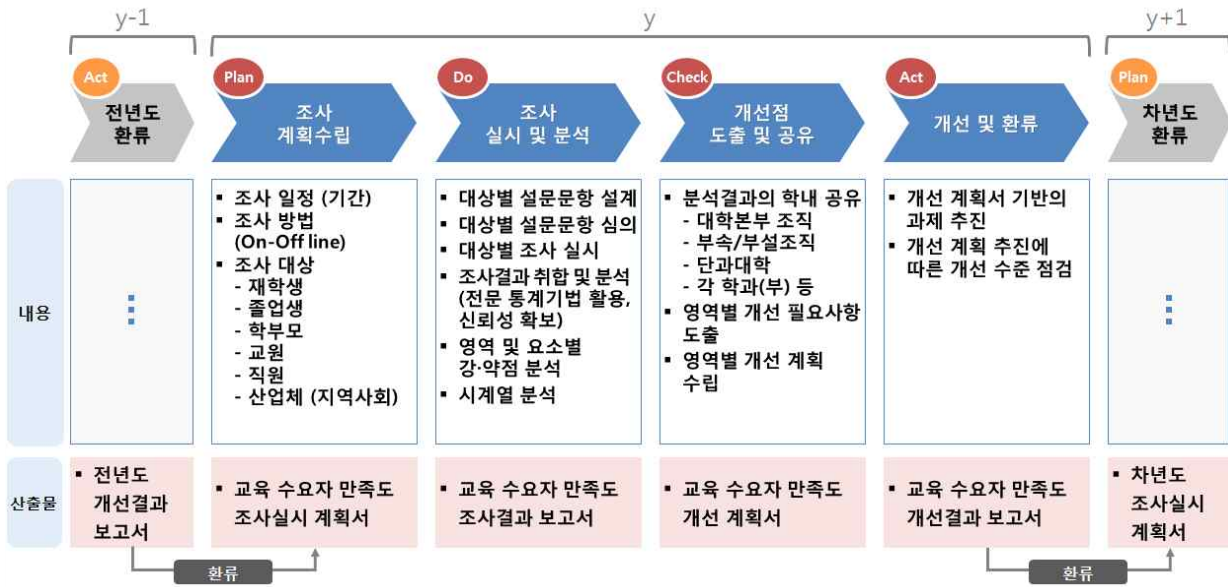 y-1
y
y+1
Act
전년도
환류
Plan
조사
계획수립
Do
조사
실시 및 분석
Check
개선점
도출 및 공유
Act
개선 및 환류
Plan
차년도
환류
내용
▪ 조사 일정 (기간)
▪ 조사 방법
(On-Off line)
▪ 조사 대상
- 재학생
- 졸업생
- 학부모
- 교원
- 직원
- 산업체 (지역사회)
▪ 대상별 설문문항 설계
▪ 대상별 설문문항 심의
▪ 대상별 조사 실시
▪ 조사결과 취합 및 분석
(전문 통계기법 활용,
신뢰성 확보)
▪ 영역 및 요소별
강·약점 분석
▪ 시계열 분석
▪ 분석결과의 학내 공유
- 대학본부 조직
- 부속/부설조직
- 단과대학
- 각 학과(부) 등
▪ 영역별 개선 필요사항
도출
▪ 영역별 개선 계획
수립
▪ 개선 계획서 기반의
과제 추진
▪ 개선 계획 추진에
따른 개선 수준 점검
산출물
▪ 전년도
개선결과
보고서
▪ 교육 수요자 만족도
조사실시 계획서
▪ 교육 수요자 만족도
조사결과 보고서
▪ 교육 수요자 만족도
개선 계획서
▪ 교육 수요자 만족도
개선결과 보고서
▪ 차년도
조사실시
계획서
환류
환류